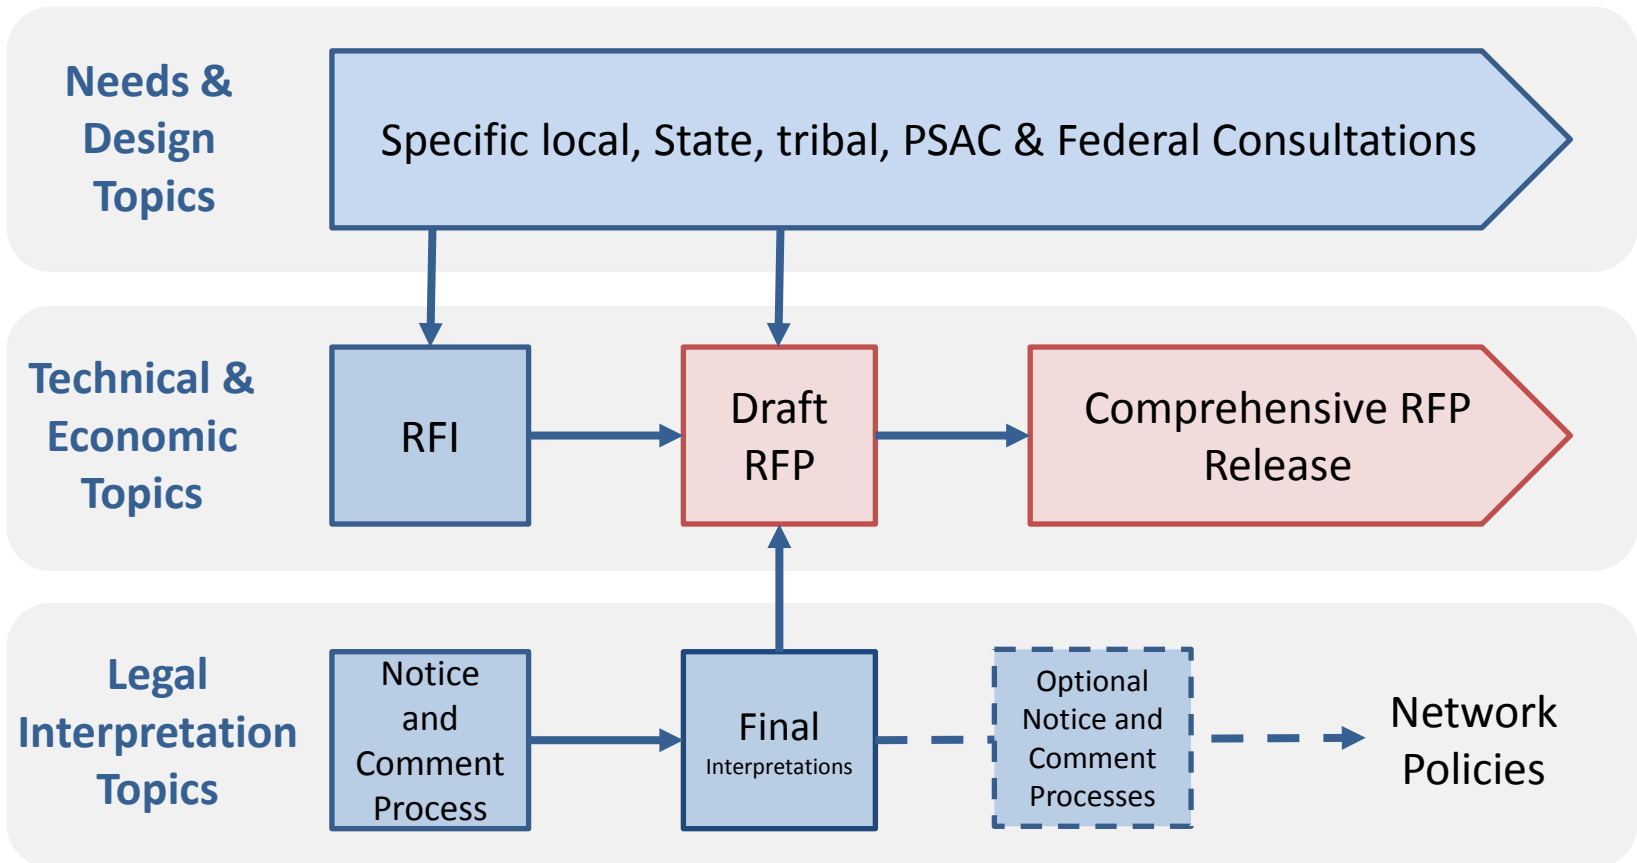 Needs &
Design
Topics
Specific local, State, tribal, PSAC & Federal Consultations
Technical &
Economic
Topics
RFI
Draft
RFP
Comprehensive RFP
Release
Legal
Interpretation
Topics
Notice
and
Comment
Process
Final
Interpretations
Optional
Notice and
Comment
Processes
Network
Policies